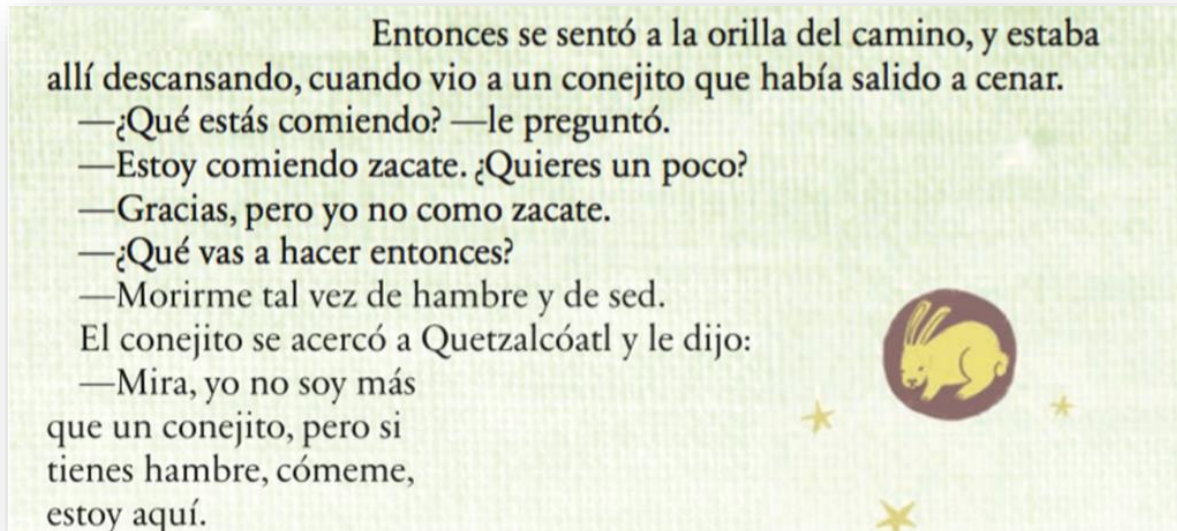 Entonces se sentó a la orilla del camino, y estaba
allí descansando, cuando vio a un conejito que había salido a cenar.
—¿Qué estás comiendo? —le preguntó.
—Estoy comiendo zacate. ¿Quieres un poco?
—Gracias, pero yo no como zacate.
—¿Qué vas a hacer entonces?
—Morirme tal vez de hambre y de sed.
El conejito se acercó a Quetzalcóatl y le dijo:
—Mira, yo no soy más
que un conejito, pero si
tienes hambre, cómeme,
estoy aquí.